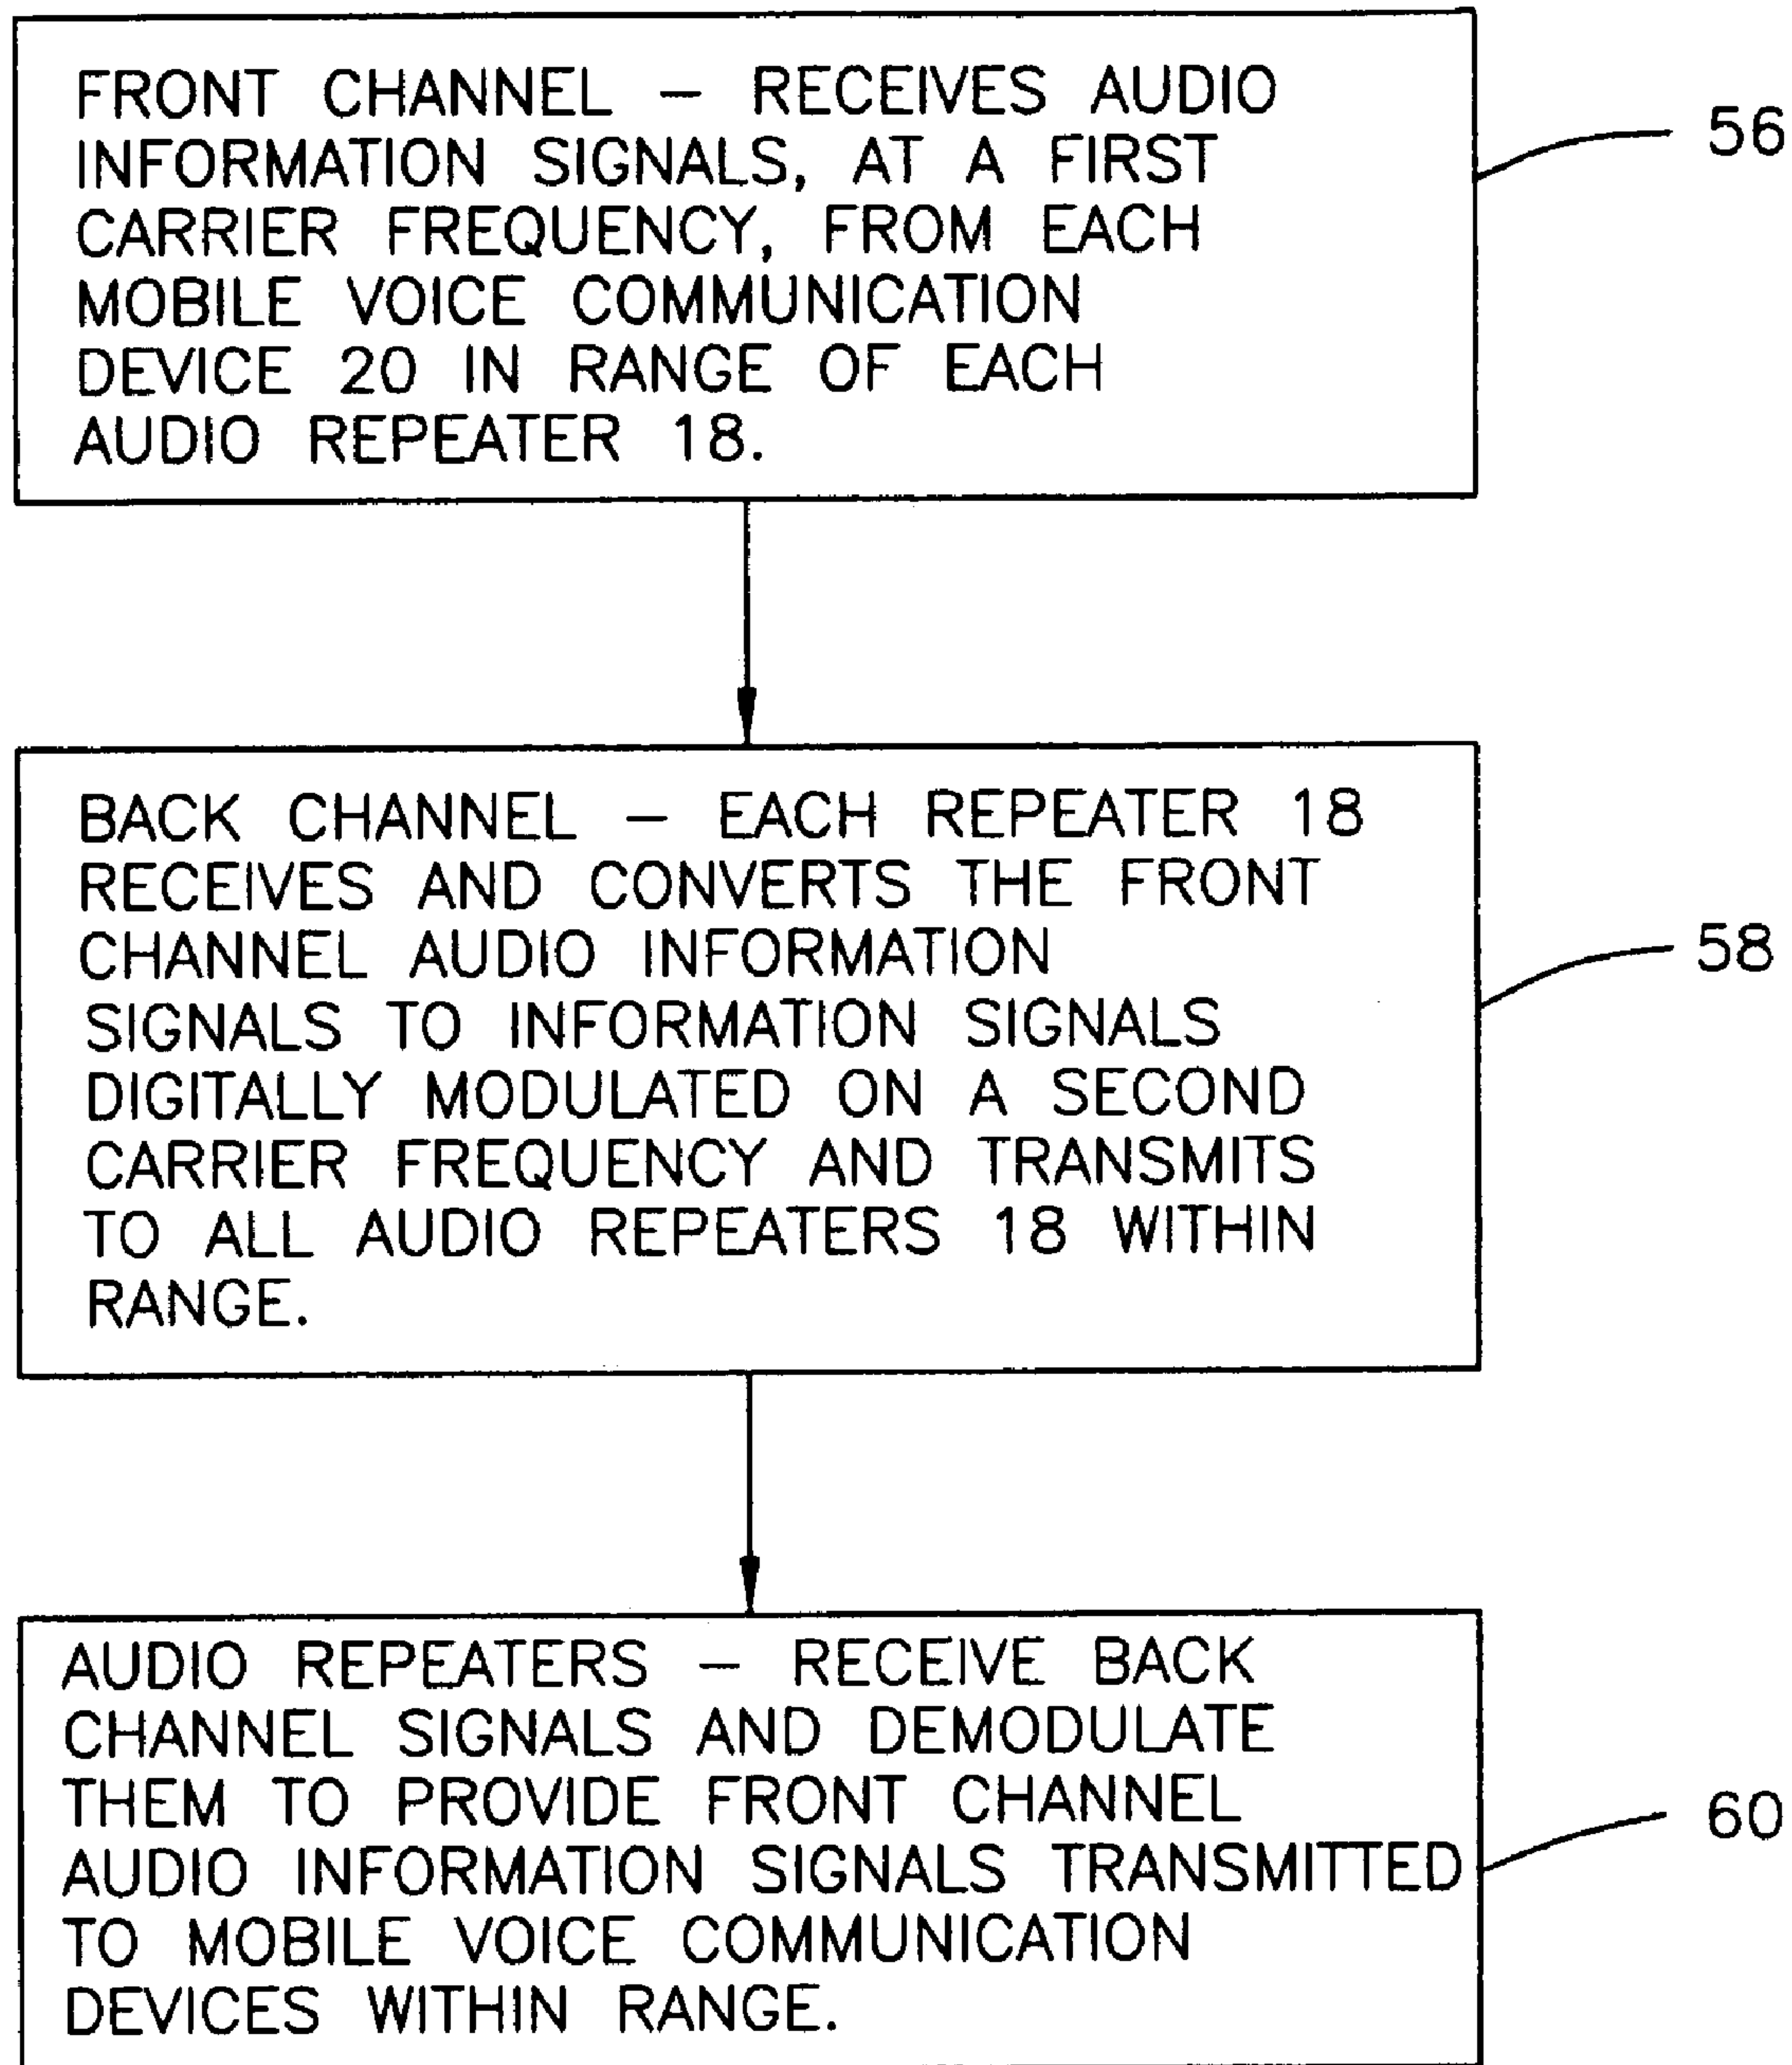 FRONT CHANNEL — RECEIVES AUDIO
INFORMATION SIGNALS, AT A FIRST
CARRIER FREQUENCY, FROM EACH
MOBILE VOICE COMMUNICATION
DEVICE 20 IN RANGE OF EACH
AUDIO REPEATER 18.
56
BACK CHANNEL — EACH REPEATER 18
RECEIVES AND CONVERTS THE FRONT
CHANNEL AUDIO INFORMATION
SIGNALS TO INFORMATION SIGNALS
DIGITALLY MODULATED ON A SECOND
CARRIER FREQUENCY AND TRANSMITS
TO ALL AUDIO REPEATERS 18 WITHIN
RANGE.
58
AUDIO REPEATERS — RECEIVE BACK
CHANNEL SIGNALS AND DEMODULATE
THEM TO PROVIDE FRONT CHANNEL
AUDIO INFORMATION SIGNALS TRANSMITTED
TO MOBILE VOICE COMMUNICATION
DEVICES WITHIN RANGE.
60